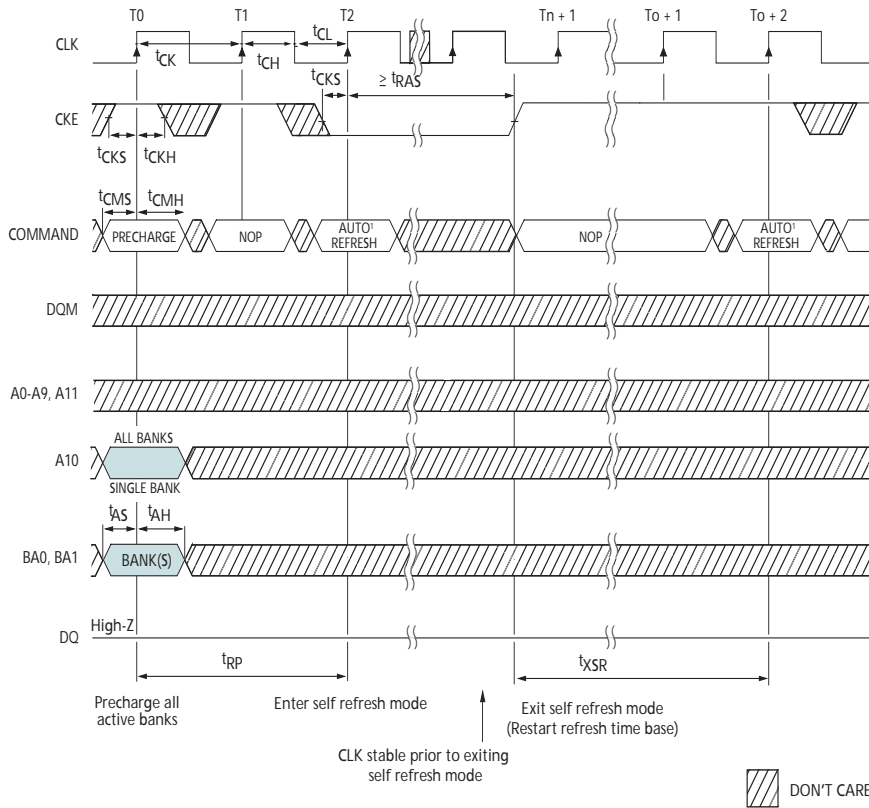 T0 T1 T2 Tn + 1 To + 1 To + 2
CLK
tCK tCH tCL
tCKS ≥ tRAS
CKE
tCKS tCKH
tCMS tCMH
COMMAND PRECHARGE NOP AUTO¹ REFRESH NOP AUTO¹ REFRESH
DQM
A0-A9, A11
ALL BANKS
A10
SINGLE BANK
tAS tAH
BA0, BA1 BANK(S)
High-Z
DQ
tRP tXSR
Precharge all
active banks
Enter self refresh mode
Exit self refresh mode
(Restart refresh time base)
CLK stable prior to exiting
self refresh mode
DON'T CARE